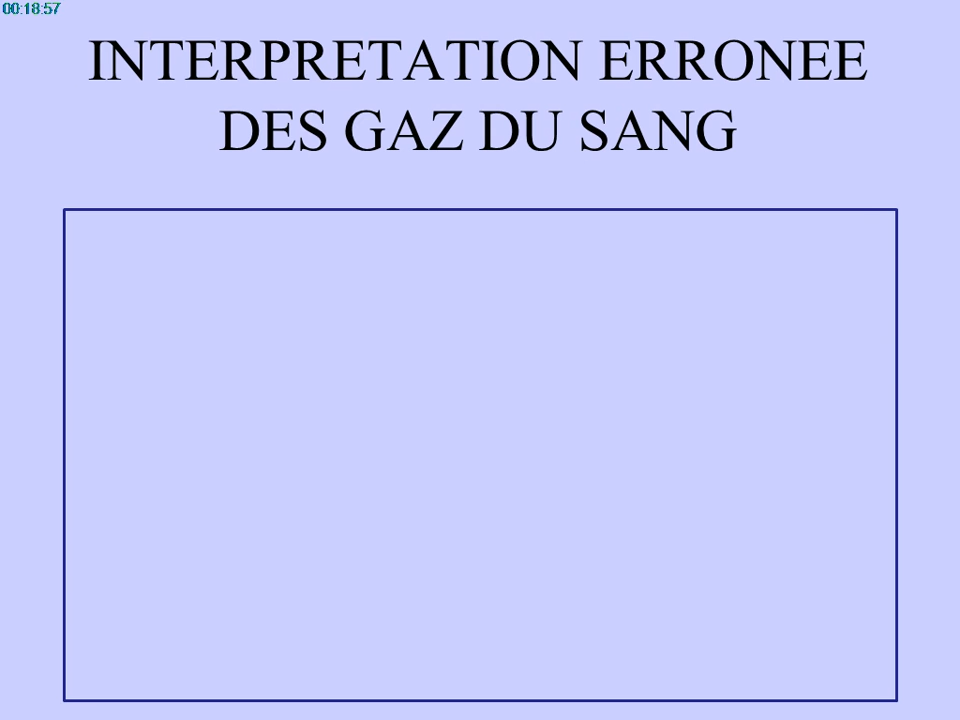 00:18:57
INTERPRETATION ERRONEE
DES GAZ DU SANG